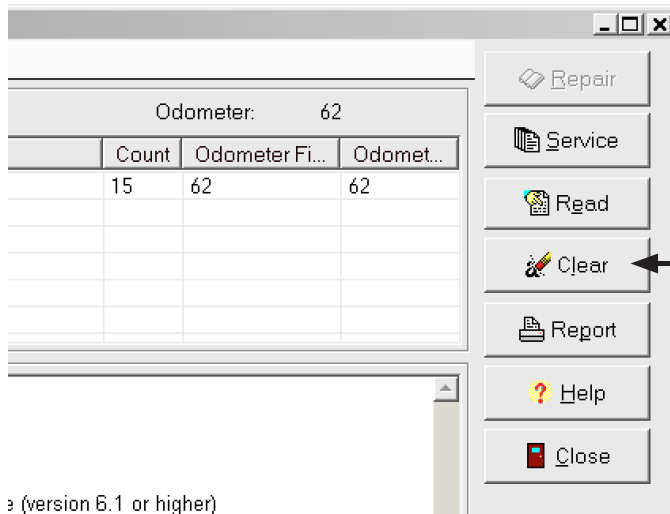 Repair
Odometer: 62
Service
Count Odometer Fi... Odomet...
15 62 62
Read
Clear
Report
Help
Close
e (version 6.1 or higher)